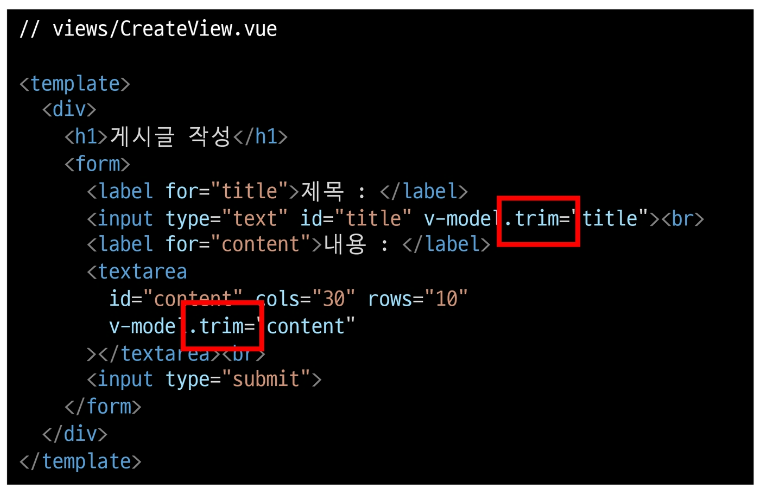 // views/CreateView.vue
<template>
<div>
<h1>게시글 작성</h1>
<form>
<label for="title">제목 : </label>
<input type="text" id="title" v-model.trim="title"><br>
<label for="content">내용 : </label>
<textarea
id="content" cols="30" rows="10"
v-model.trim="content"
></textarea><br>
<input type="submit">
</form>
</div>
</template>